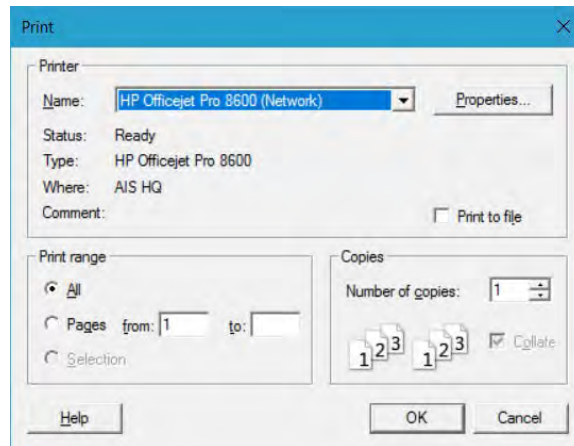 Print
Printer
Name: HP Officejet Pro 8600 (Network) Properties...
Status: Ready
Type: HP Officejet Pro 8600
Where: AIS HQ
Comment: Print to file
Print range
All
Pages from: 1 to:
Selection
Copies
Number of copies: 1
1 2 3 1 2 3 Collate
Help OK Cancel